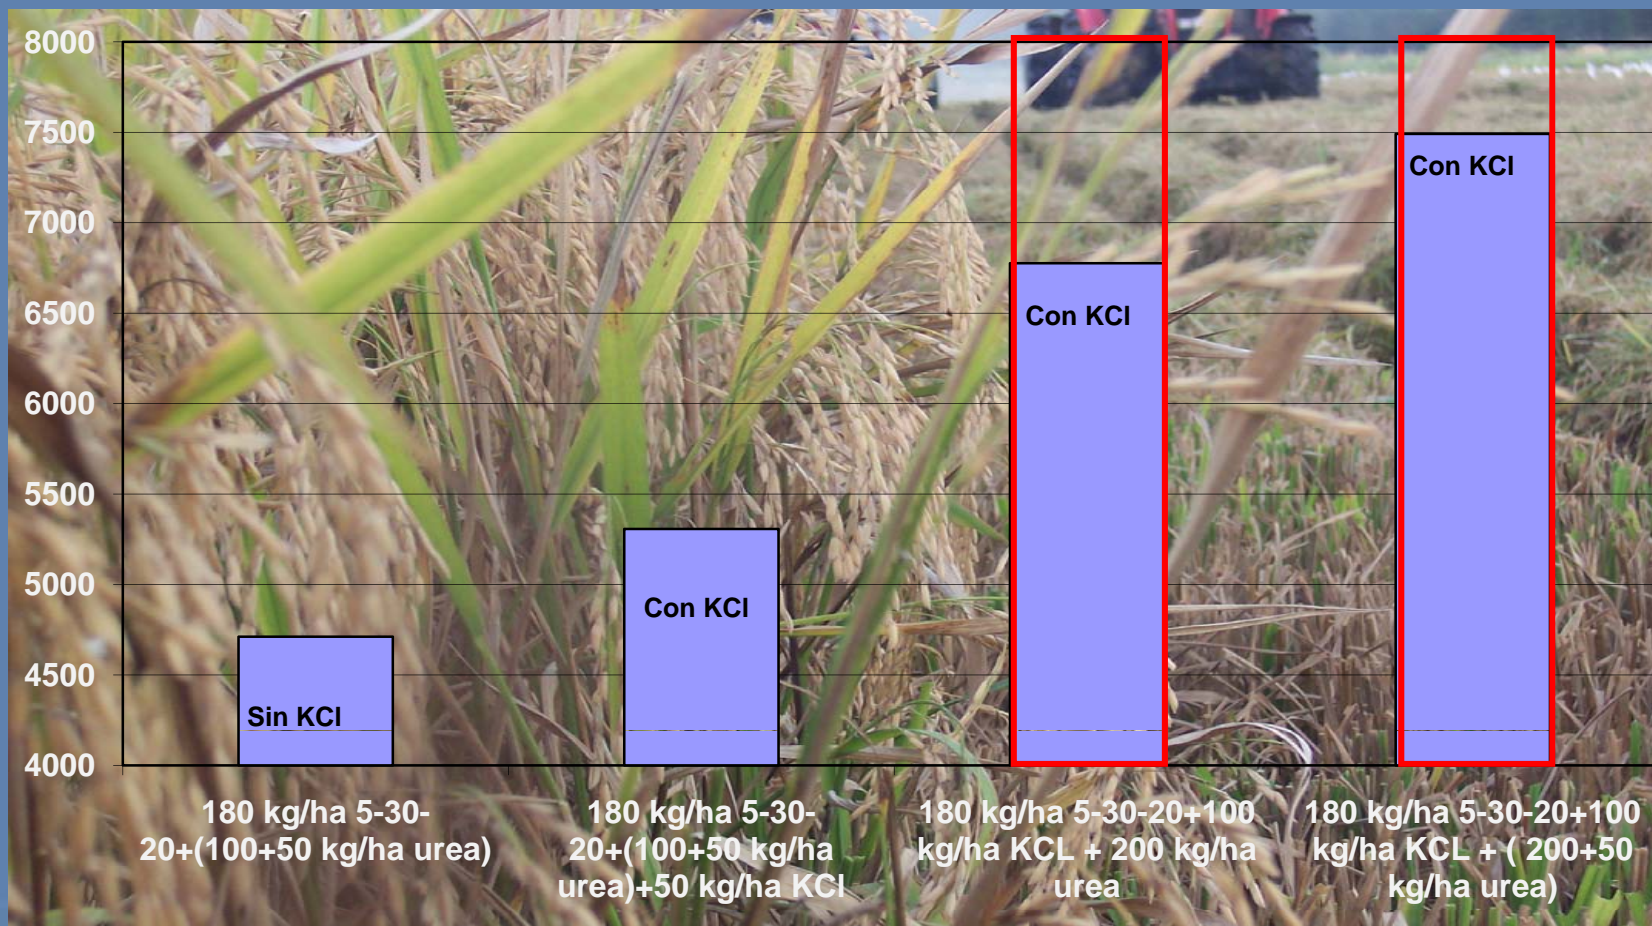 8000
7500
7000
6500
6000
5500
5000
4500
4000
Sin KCl
Con KCl
Con KCl
Con KCl
180 kg/ha 5-30-
20+(100+50 kg/ha urea)
180 kg/ha 5-30-
20+(100+50 kg/ha
urea)+50 kg/ha KCl
180 kg/ha 5-30-20+100
kg/ha KCL + 200 kg/ha
urea
180 kg/ha 5-30-20+100
kg/ha KCL + ( 200+50
kg/ha urea)